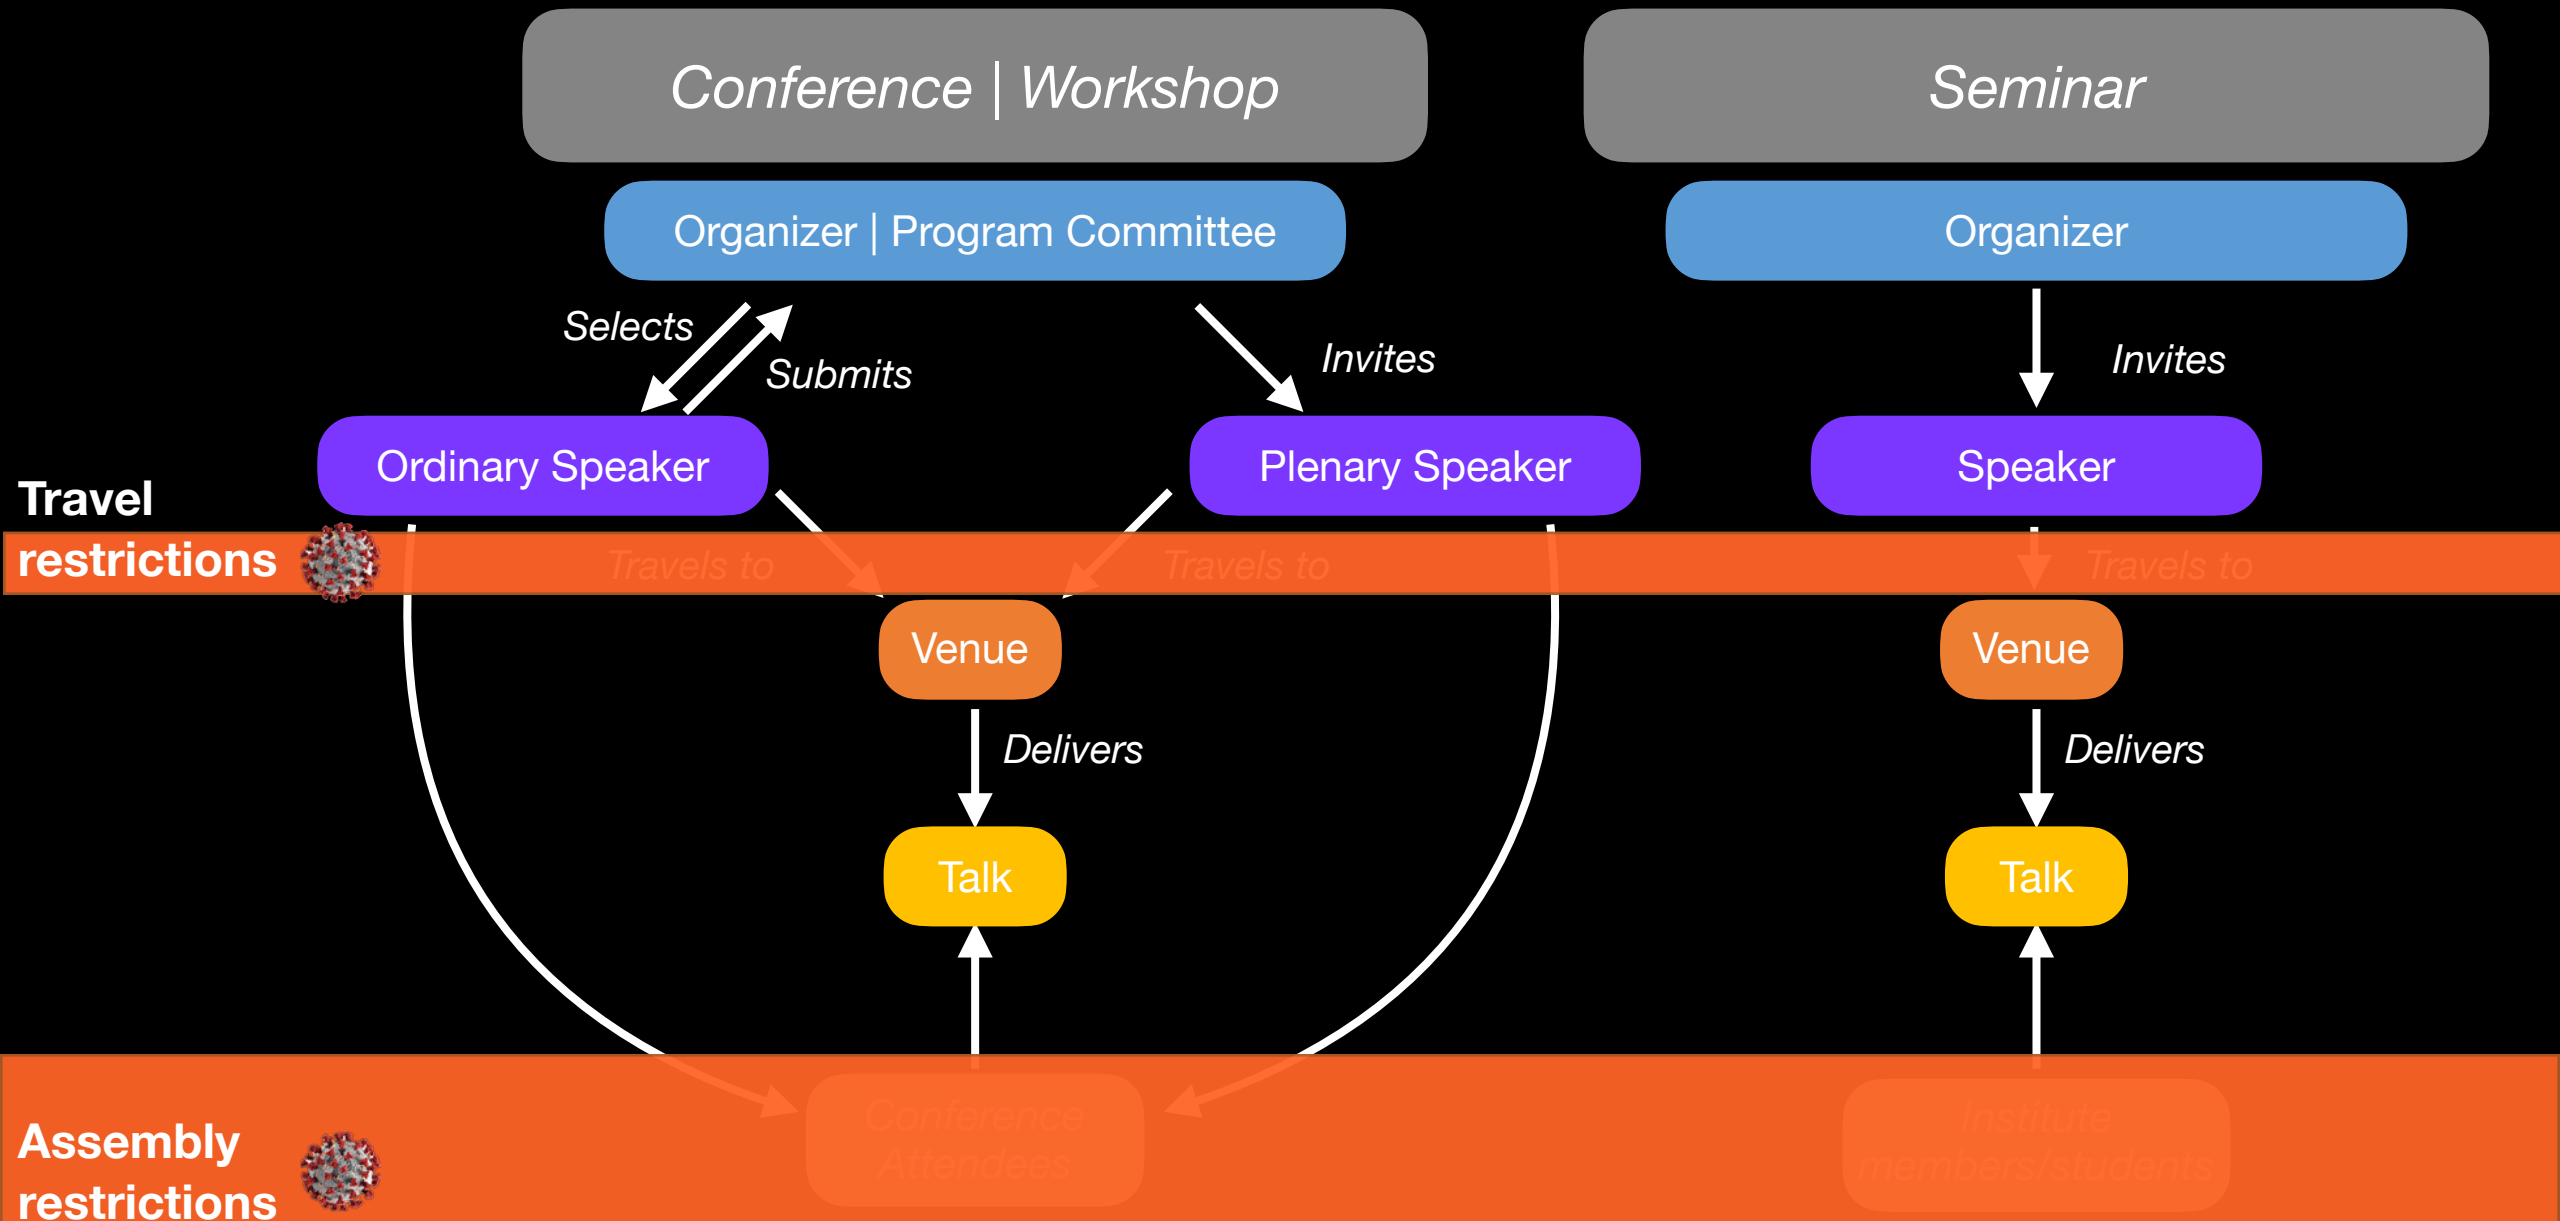 Conference | Workshop
Seminar
Organizer | Program Committee
Organizer
Selects
Submits
Invites
Invites
Ordinary Speaker
Plenary Speaker
Speaker
Travel
restrictions
Travels to
Travels to
Travels to
Venue
Venue
Delivers
Delivers
Talk
Talk
Conference
Attendees
Institute
members/students
Assembly
restrictions